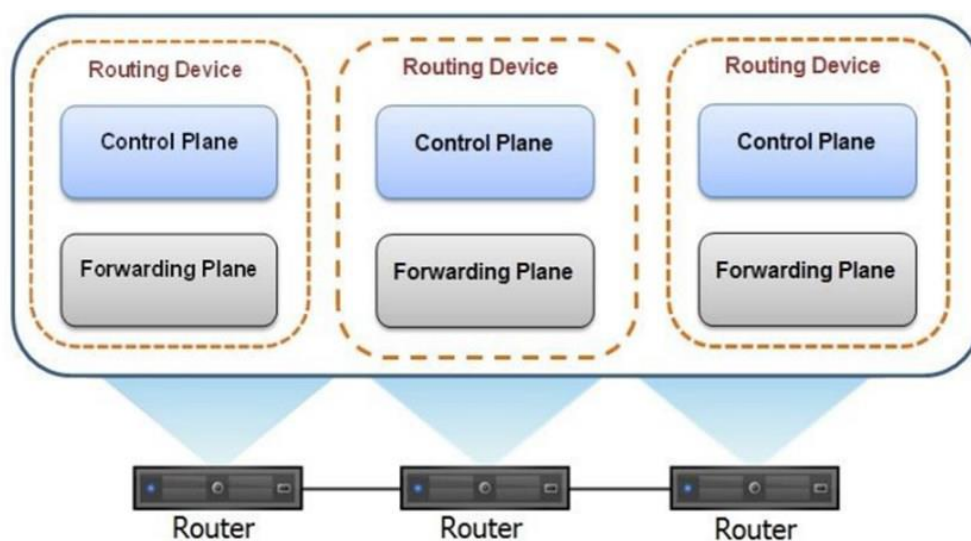 Routing Device
Routing Device
Routing Device
Control Plane
Control Plane
Control Plane
Forwarding Plane
Forwarding Plane
Forwarding Plane
Router
Router
Router